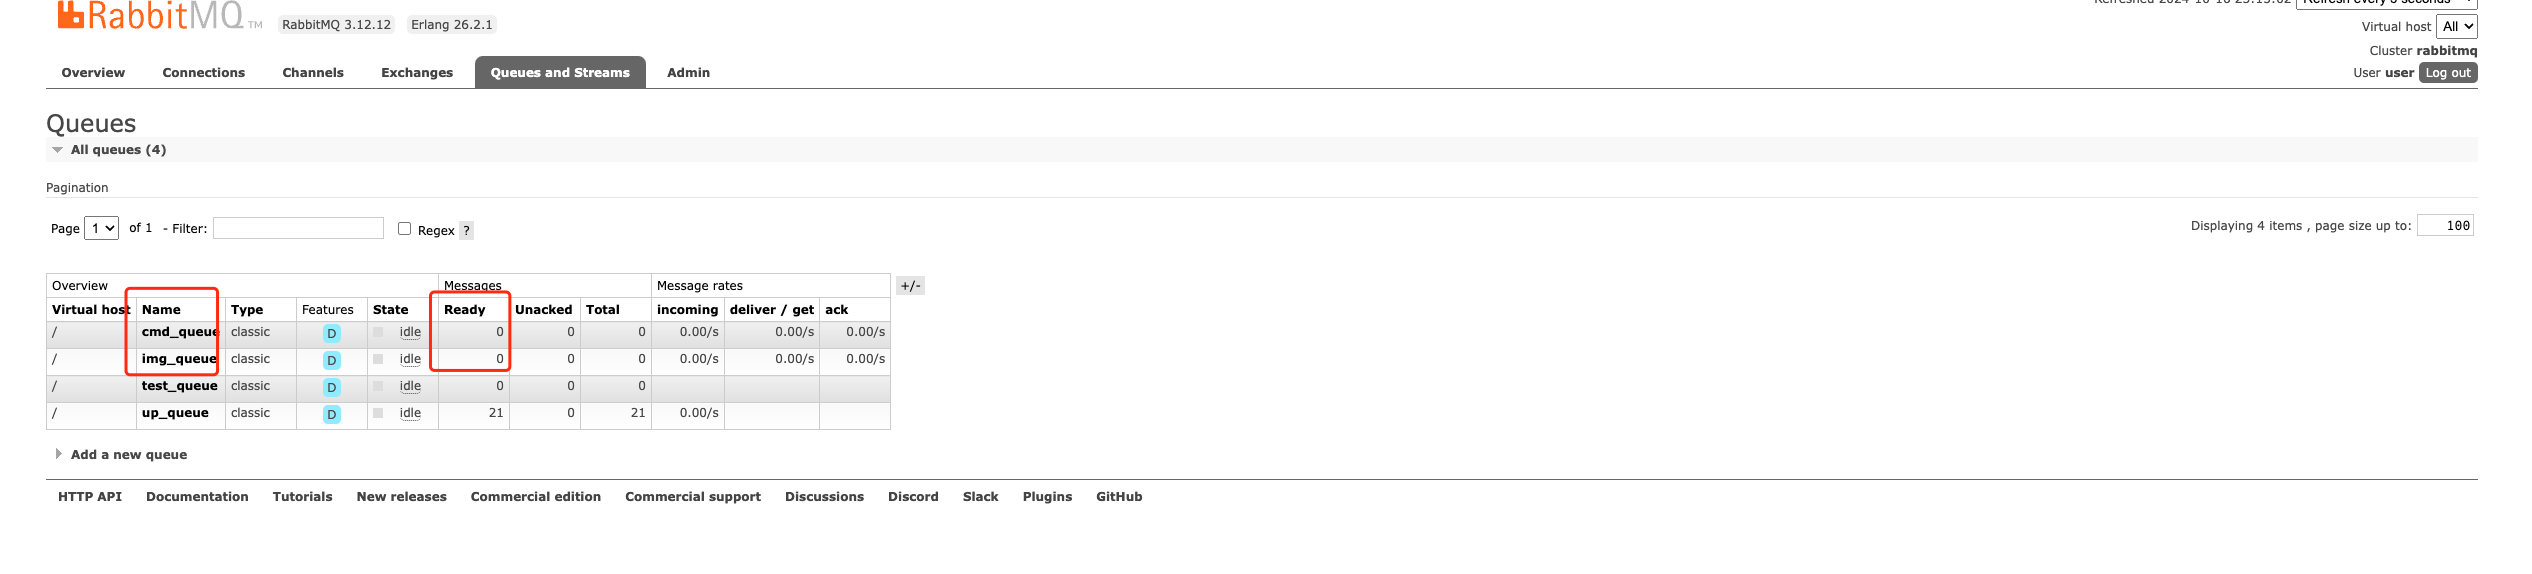 RabbitMQ TM RabbitMQ 3.12.12 Erlang 26.2.1
Virtual host All
Cluster rabbitmq
User user Log out
Overview Connections Channels Exchanges Queues and Streams Admin
Queues
All queues (4)
Pagination
Page 1 of 1 - Filter: Regex ? Displaying 4 items , page size up to: 100
Overview Messages Message rates +/-
Virtual host Name Type Features State Ready Unacked Total incoming deliver / get ack
/ cmd_queue classic D idle 0 0 0 0.00/s 0.00/s 0.00/s
/ img_queue classic D idle 0 0 0 0.00/s 0.00/s 0.00/s
/ test_queue classic D idle 0 0 0
/ up_queue classic D idle 21 0 21 0.00/s
Add a new queue
HTTP API Documentation Tutorials New releases Commercial edition Commercial support Discussions Discord Slack Plugins GitHub